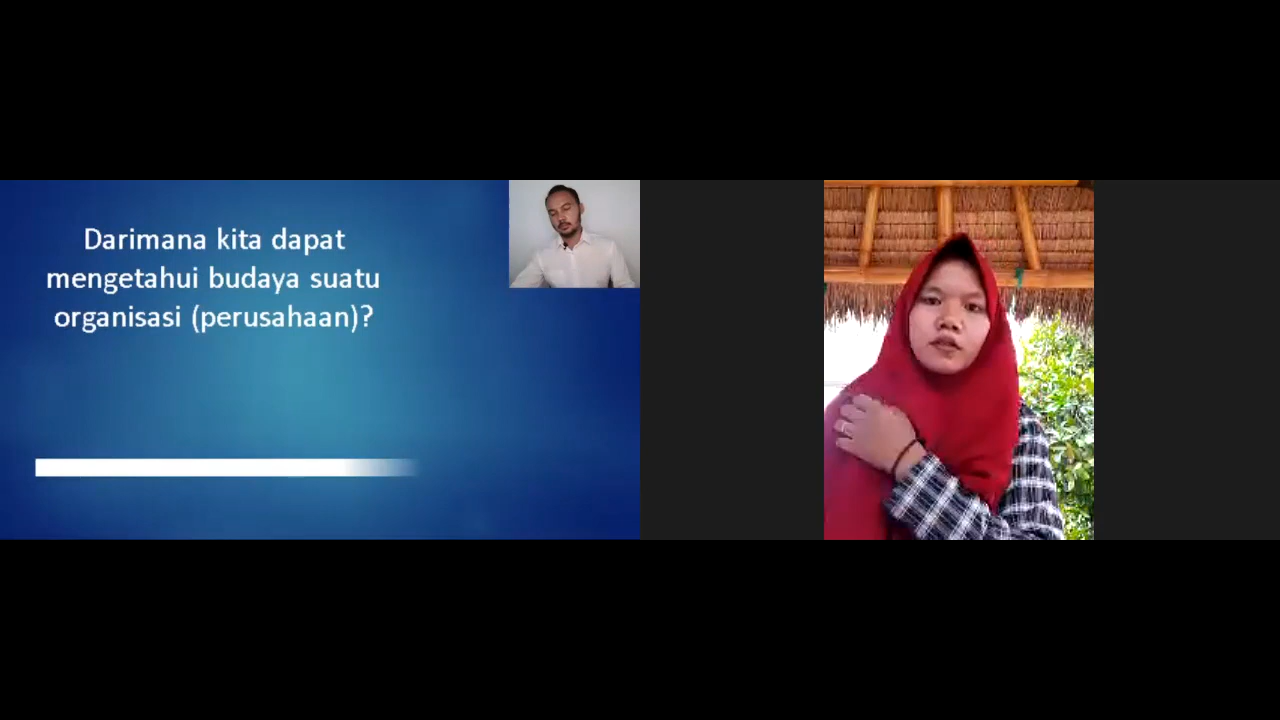 Darimana kita dapat
mengetahui budaya suatu
organisasi (perusahaan)?